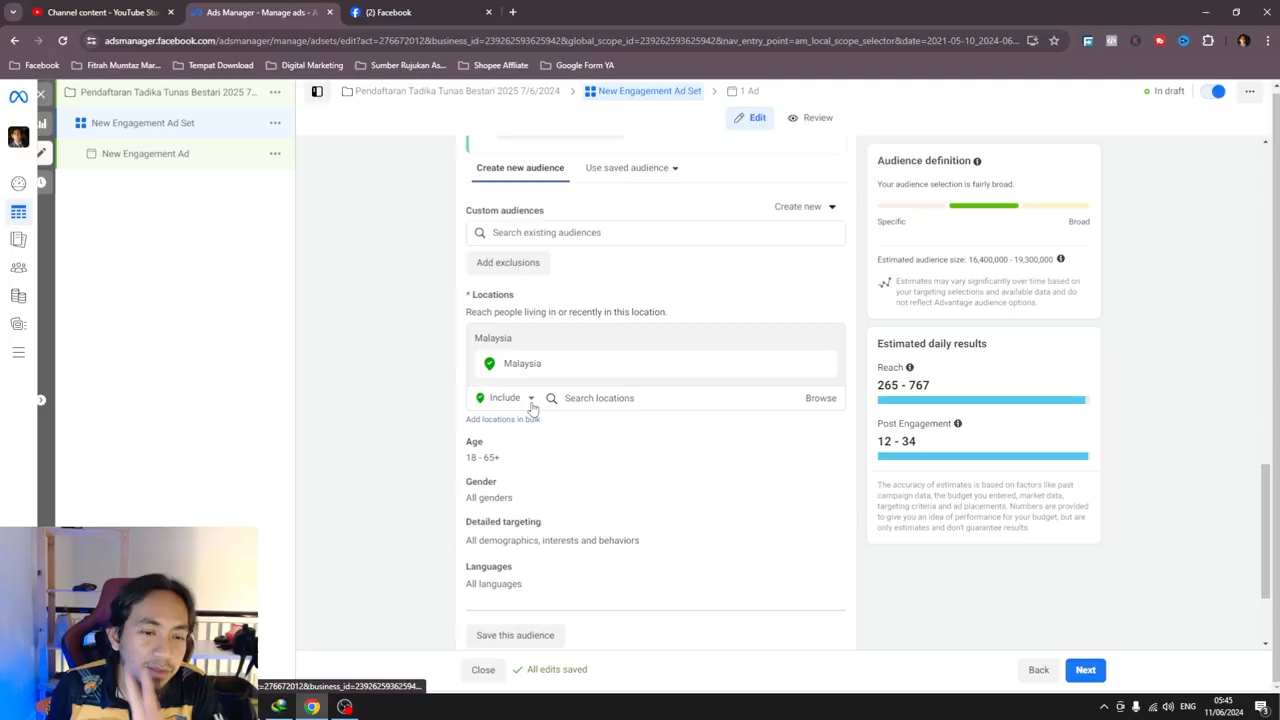 Channel content - YouTube Stu
Ads Manager - Manage ads - A
(2) Facebook
adsmanager.facebook.com/adsmanager/manage/adsets/edit?act=276672012&business_id=239262593625942&global_scope_id=239262593625942&nav_entry_point=am_local_scope_selector&date=2021-05-10_2024-06...
Facebook
Fitrah Mumtaz Mar...
Tempat Download
Marketing
Ladydream
Sumber Rujukan As...
Shopee Affliate
Google Form YA
Pendaftaran Tadika Tunas Bestari 2025 7...
Pendaftaran Tadika Tunas Bestari 2025 7/6/2024
New Engagement Ad Set
1 Ad
In draft
New Engagement Ad Set
Edit
Review
New Engagement Ad
Create new audience
Use saved audience
Custom audiences
Create new
Search existing audiences
Add exclusions
* Locations
Reach people living in or recently in this location.
Malaysia
Malaysia
Include
Search locations
Browse
Add locations in bulk
Age
18 - 65+
Gender
All genders
Detailed targeting
All demographics, interests and behaviors
Languages
All languages
Save this audience
Close
All edits saved
Back
Next
Audience definition
Your audience selection is fairly broad.
Specific
Broad
Estimated audience size: 16,400,000 - 19,300,000
Estimates may vary significantly over time based on
your targeting selections and available data and do
not reflect Advantage audience options.
Estimated daily results
Reach
265 - 767
Post Engagement
12 - 34
The accuracy of estimates is based on factors like past
campaign data, the budget you entered, market data,
targeting criteria and ad placements. Numbers are provided
to give you an idea of performance for your budget, but are
only estimates and don't guarantee results.
=276672012&business_id=23926259362594...
ENG
05:45
11/06/2024